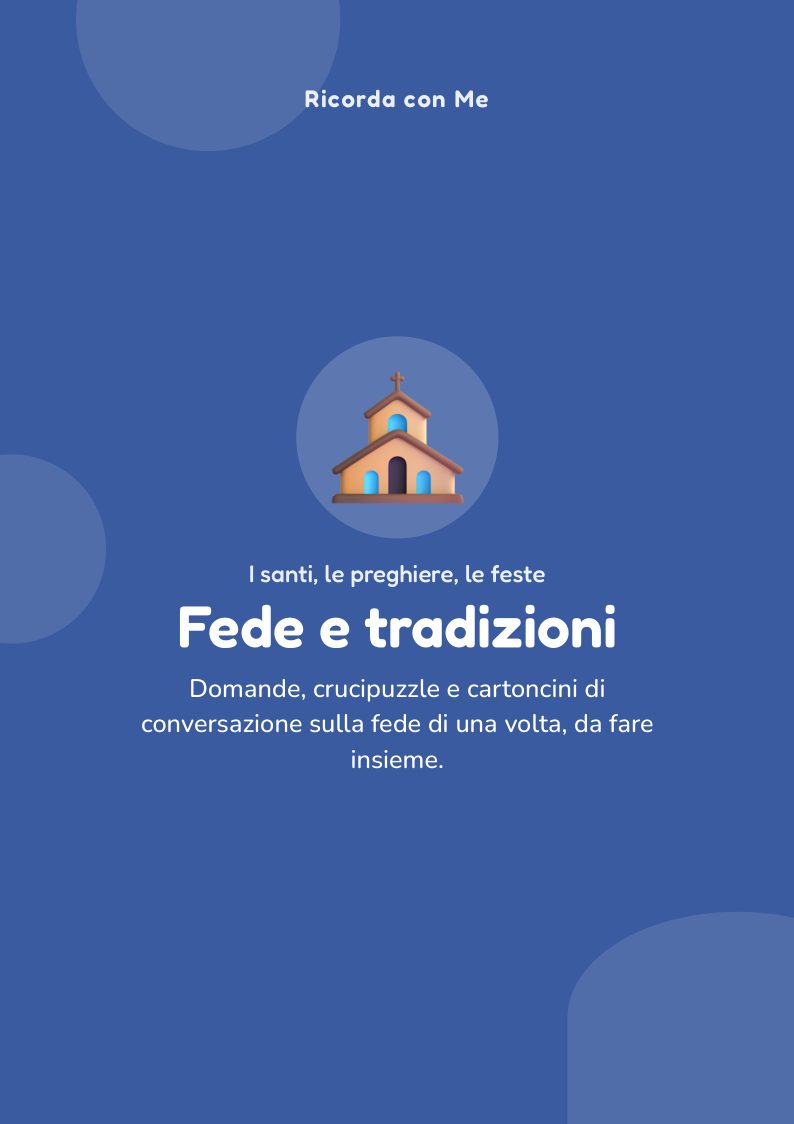 Ricorda con Me
I santi, le preghiere, le feste
Fede e tradizioni
Domande, crucipuzzle e cartoncini di
conversazione sulla fede di una volta, da fare
insieme.